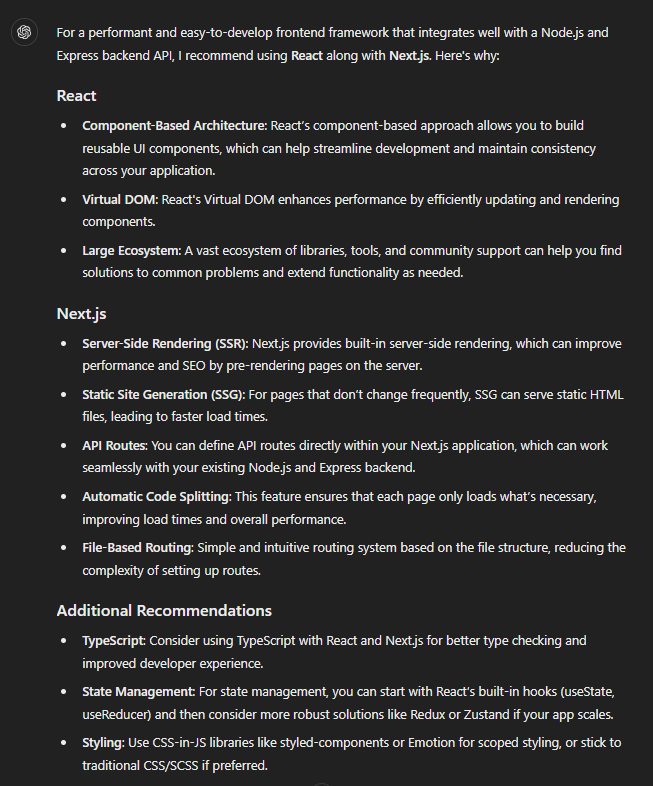 For a performant and easy-to-develop frontend framework that integrates well with a Node.js and
Express backend API, I recommend using React along with Next.js. Here's why:
React
• Component-Based Architecture: React's component-based approach allows you to build
reusable UI components, which can help streamline development and maintain consistency
across your application.
• Virtual DOM: React's Virtual DOM enhances performance by efficiently updating and rendering
components.
• Large Ecosystem: A vast ecosystem of libraries, tools, and community support can help you find
solutions to common problems and extend functionality as needed.
Next.js
• Server-Side Rendering (SSR): Next.js provides built-in server-side rendering, which can improve
performance and SEO by pre-rendering pages on the server.
• Static Site Generation (SSG): For pages that don't change frequently, SSG can serve static HTML
files, leading to faster load times.
• API Routes: You can define API routes directly within your Next.js application, which can work
seamlessly with your existing Node.js and Express backend.
• Automatic Code Splitting: This feature ensures that each page only loads what's necessary,
improving load times and overall performance.
• File-Based Routing: Simple and intuitive routing system based on the file structure, reducing the
complexity of setting up routes.
Additional Recommendations
• TypeScript: Consider using TypeScript with React and Next.js for better type checking and
improved developer experience.
• State Management: For state management, you can start with React's built-in hooks (useState,
useReducer) and then consider more robust solutions like Redux or Zustand if your app scales.
• Styling: Use CSS-in-JS libraries like styled-components or Emotion for scoped styling, or stick to
traditional CSS/SCSS if preferred.